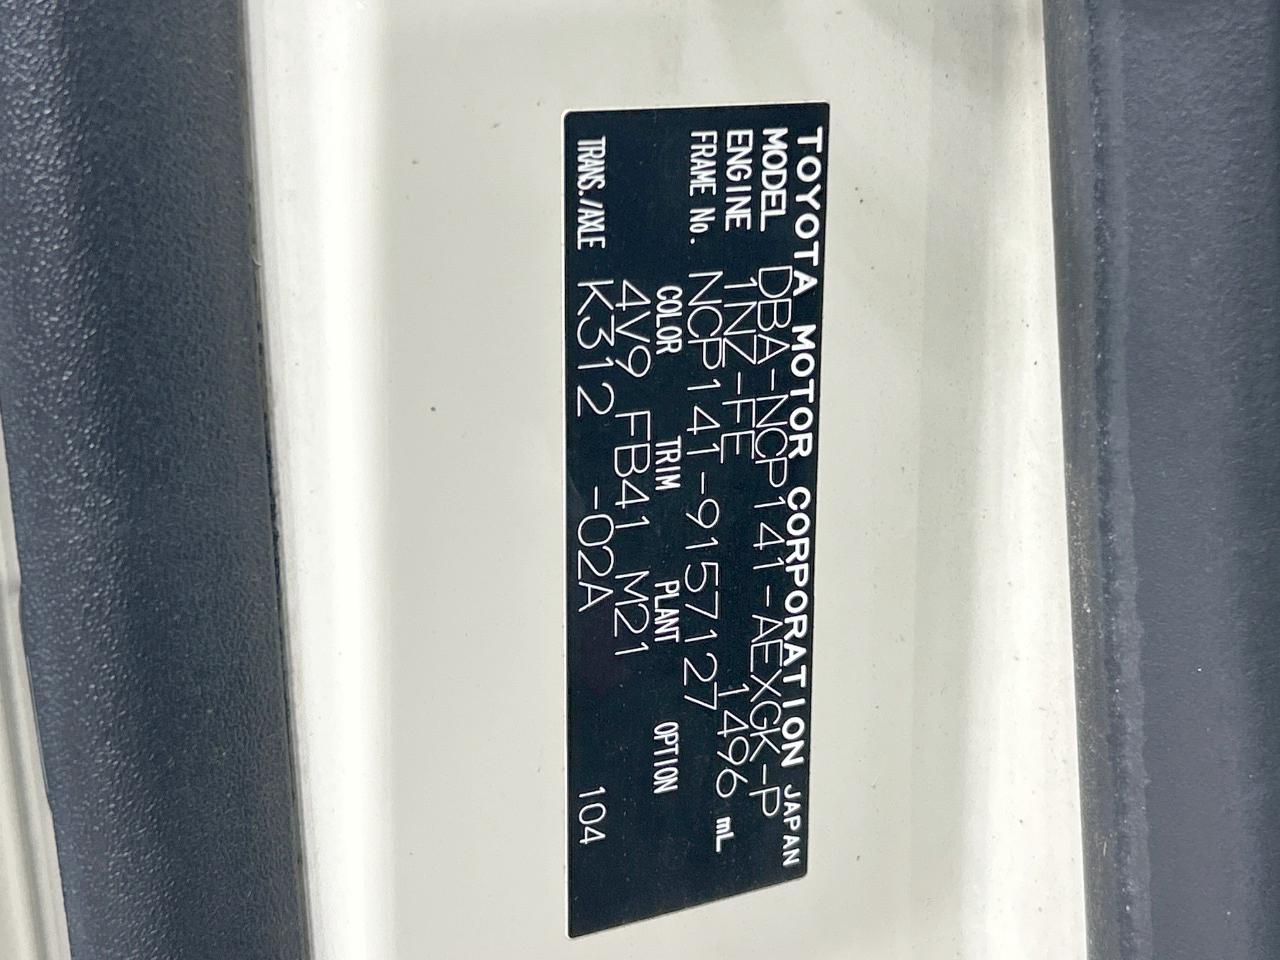 TOYOTA MOTOR CORPORATION JAPAN
MODEL DBA-NCP141-AEXGK-P
ENGINE 1NZ-FE 1496 mL
FRAME No. NCP141-9157127
COLOR TRIM PLANT OPTION
4V9 FB41 M21
TRANS./AXLE K312 -02A 104